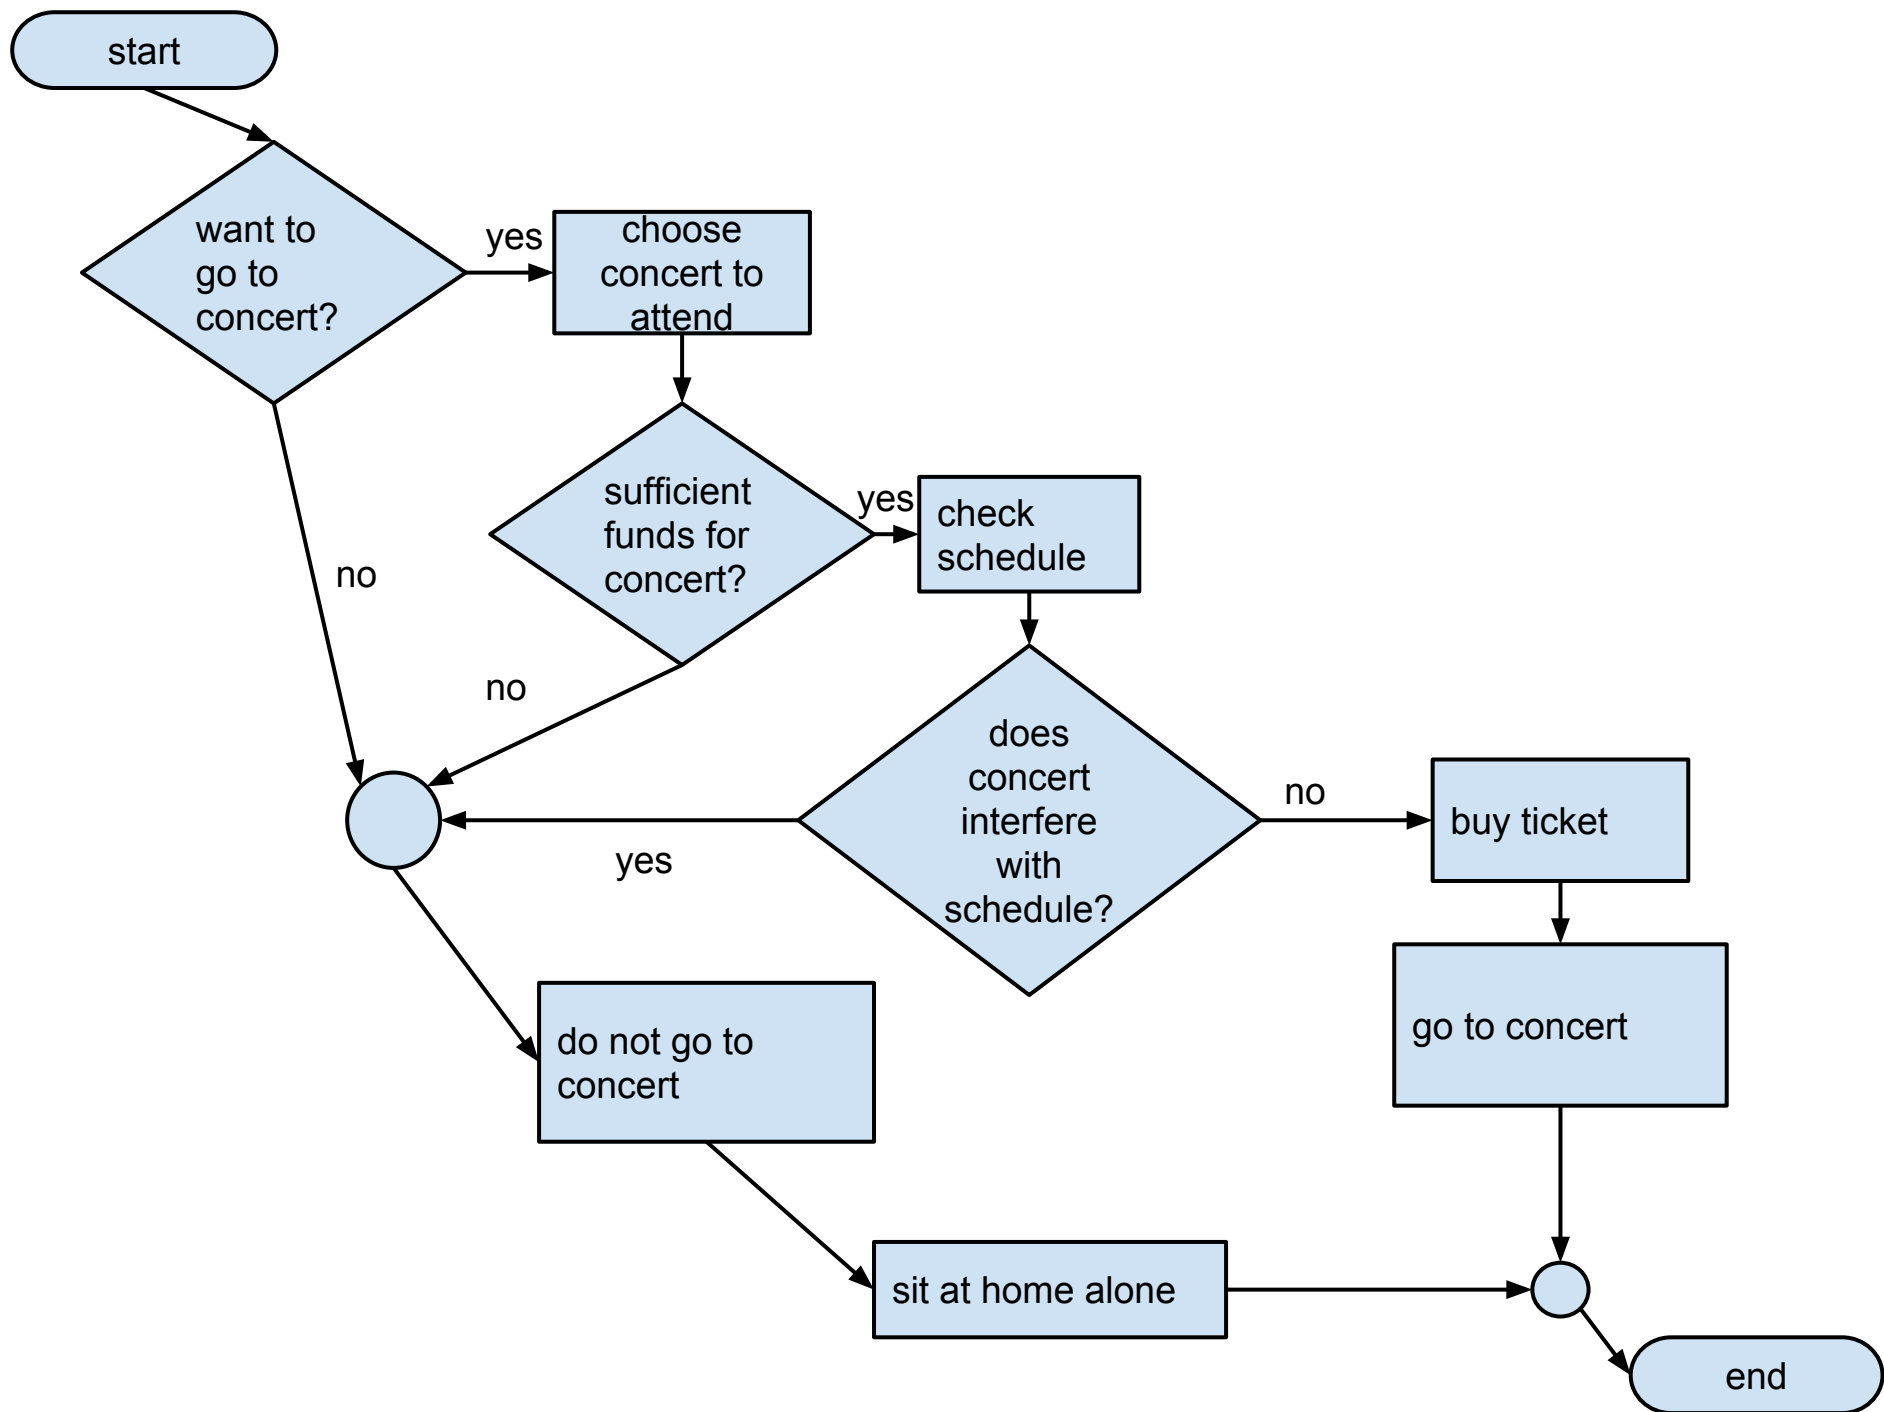 start
want to
go to
concert?
yes
choose
concert to
attend
no
sufficient
funds for
concert?
yes
check
schedule
no
does
concert
interfere
with
schedule?
yes
no
buy ticket
go to concert
do not go to
concert
sit at home alone
end